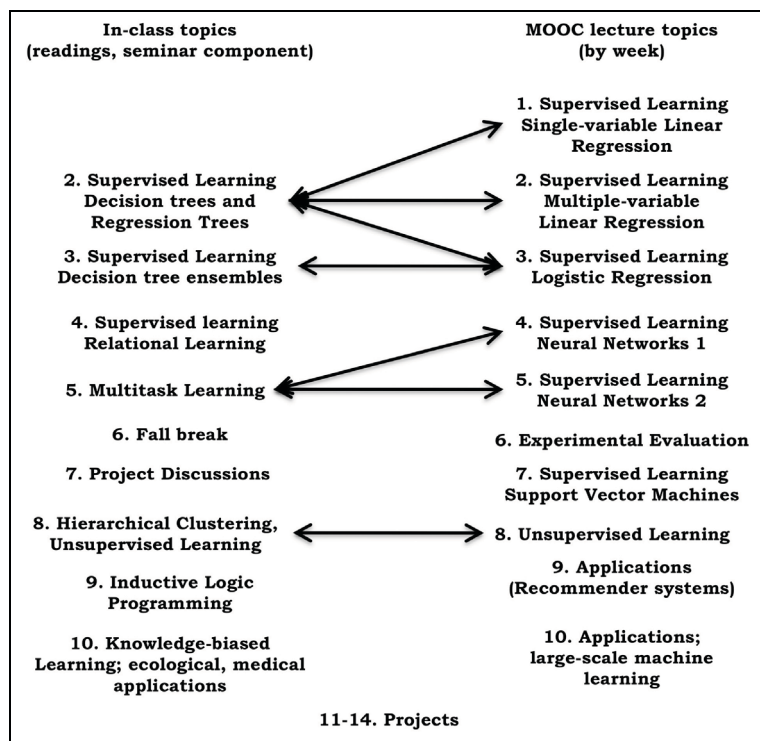 In-class topics
(readings, seminar component)
2. Supervised Learning
Decision trees and
Regression Trees
3. Supervised Learning
Decision tree ensembles
4. Supervised learning
Relational Learning
5. Multitask Learning
6. Fall break
7. Project Discussions
8. Hierarchical Clustering,
Unsupervised Learning
9. Inductive Logic
Programming
10. Knowledge-biased
Learning; ecological, medical
applications
MOOC lecture topics
(by week)
1. Supervised Learning
Single-variable Linear
Regression
2. Supervised Learning
Multiple-variable
Linear Regression
3. Supervised Learning
Logistic Regression
4. Supervised Learning
Neural Networks 1
5. Supervised Learning
Neural Networks 2
6. Experimental Evaluation
7. Supervised Learning
Support Vector Machines
8. Unsupervised Learning
9. Applications
(Recommender systems)
10. Applications;
large-scale machine
learning
11-14. Projects